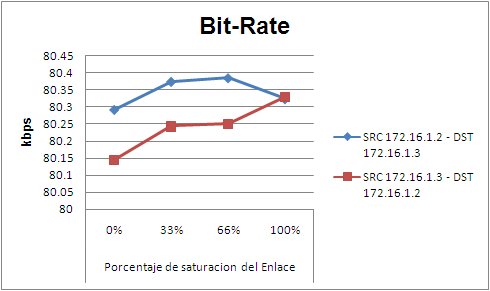 Bit-Rate
80.45
80.4
80.35
80.3
80.25
80.2
80.15
80.1
80.05
80
kbps
0% 33% 66% 100%
Porcentaje de saturacion del Enlace
SRC 172.16.1.2 - DST
172.16.1.3
SRC 172.16.1.3 - DST
172.16.1.2